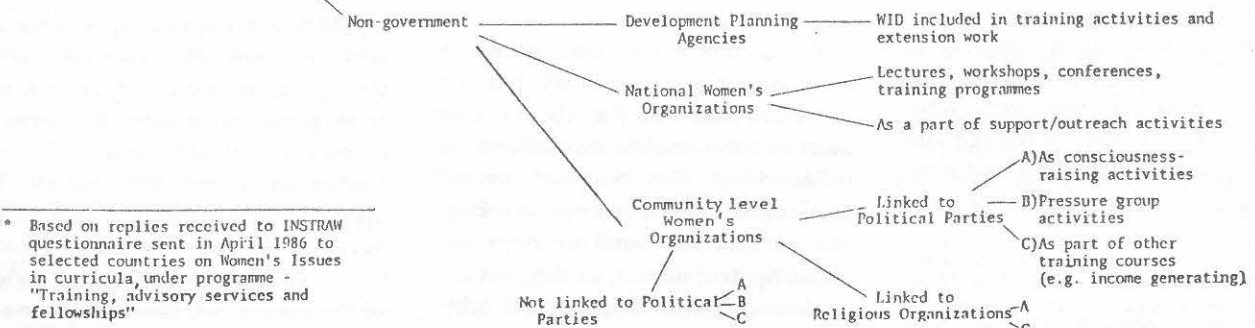 Non-government
Development Planning
Agencies
WID included in training activities and
extension work
National Women's
Organizations
Lectures, workshops, conferences,
training programmes
As a part of support/outreach activities
Community level
Women's
Organizations
Linked to
Political Parties
A)As consciousness-
raising activities
B)Pressure group
activities
C)As part of other
training courses
(e.g. income generating)
Not linked to Political
Parties
A
B
C
Linked to
Religious Organizations
A
C
* Based on replies received to INSTRAW
questionnaire sent in April 1986 to
selected countries on Women's Issues
in curricula, under programme
"Training, advisory services and
fellowships"